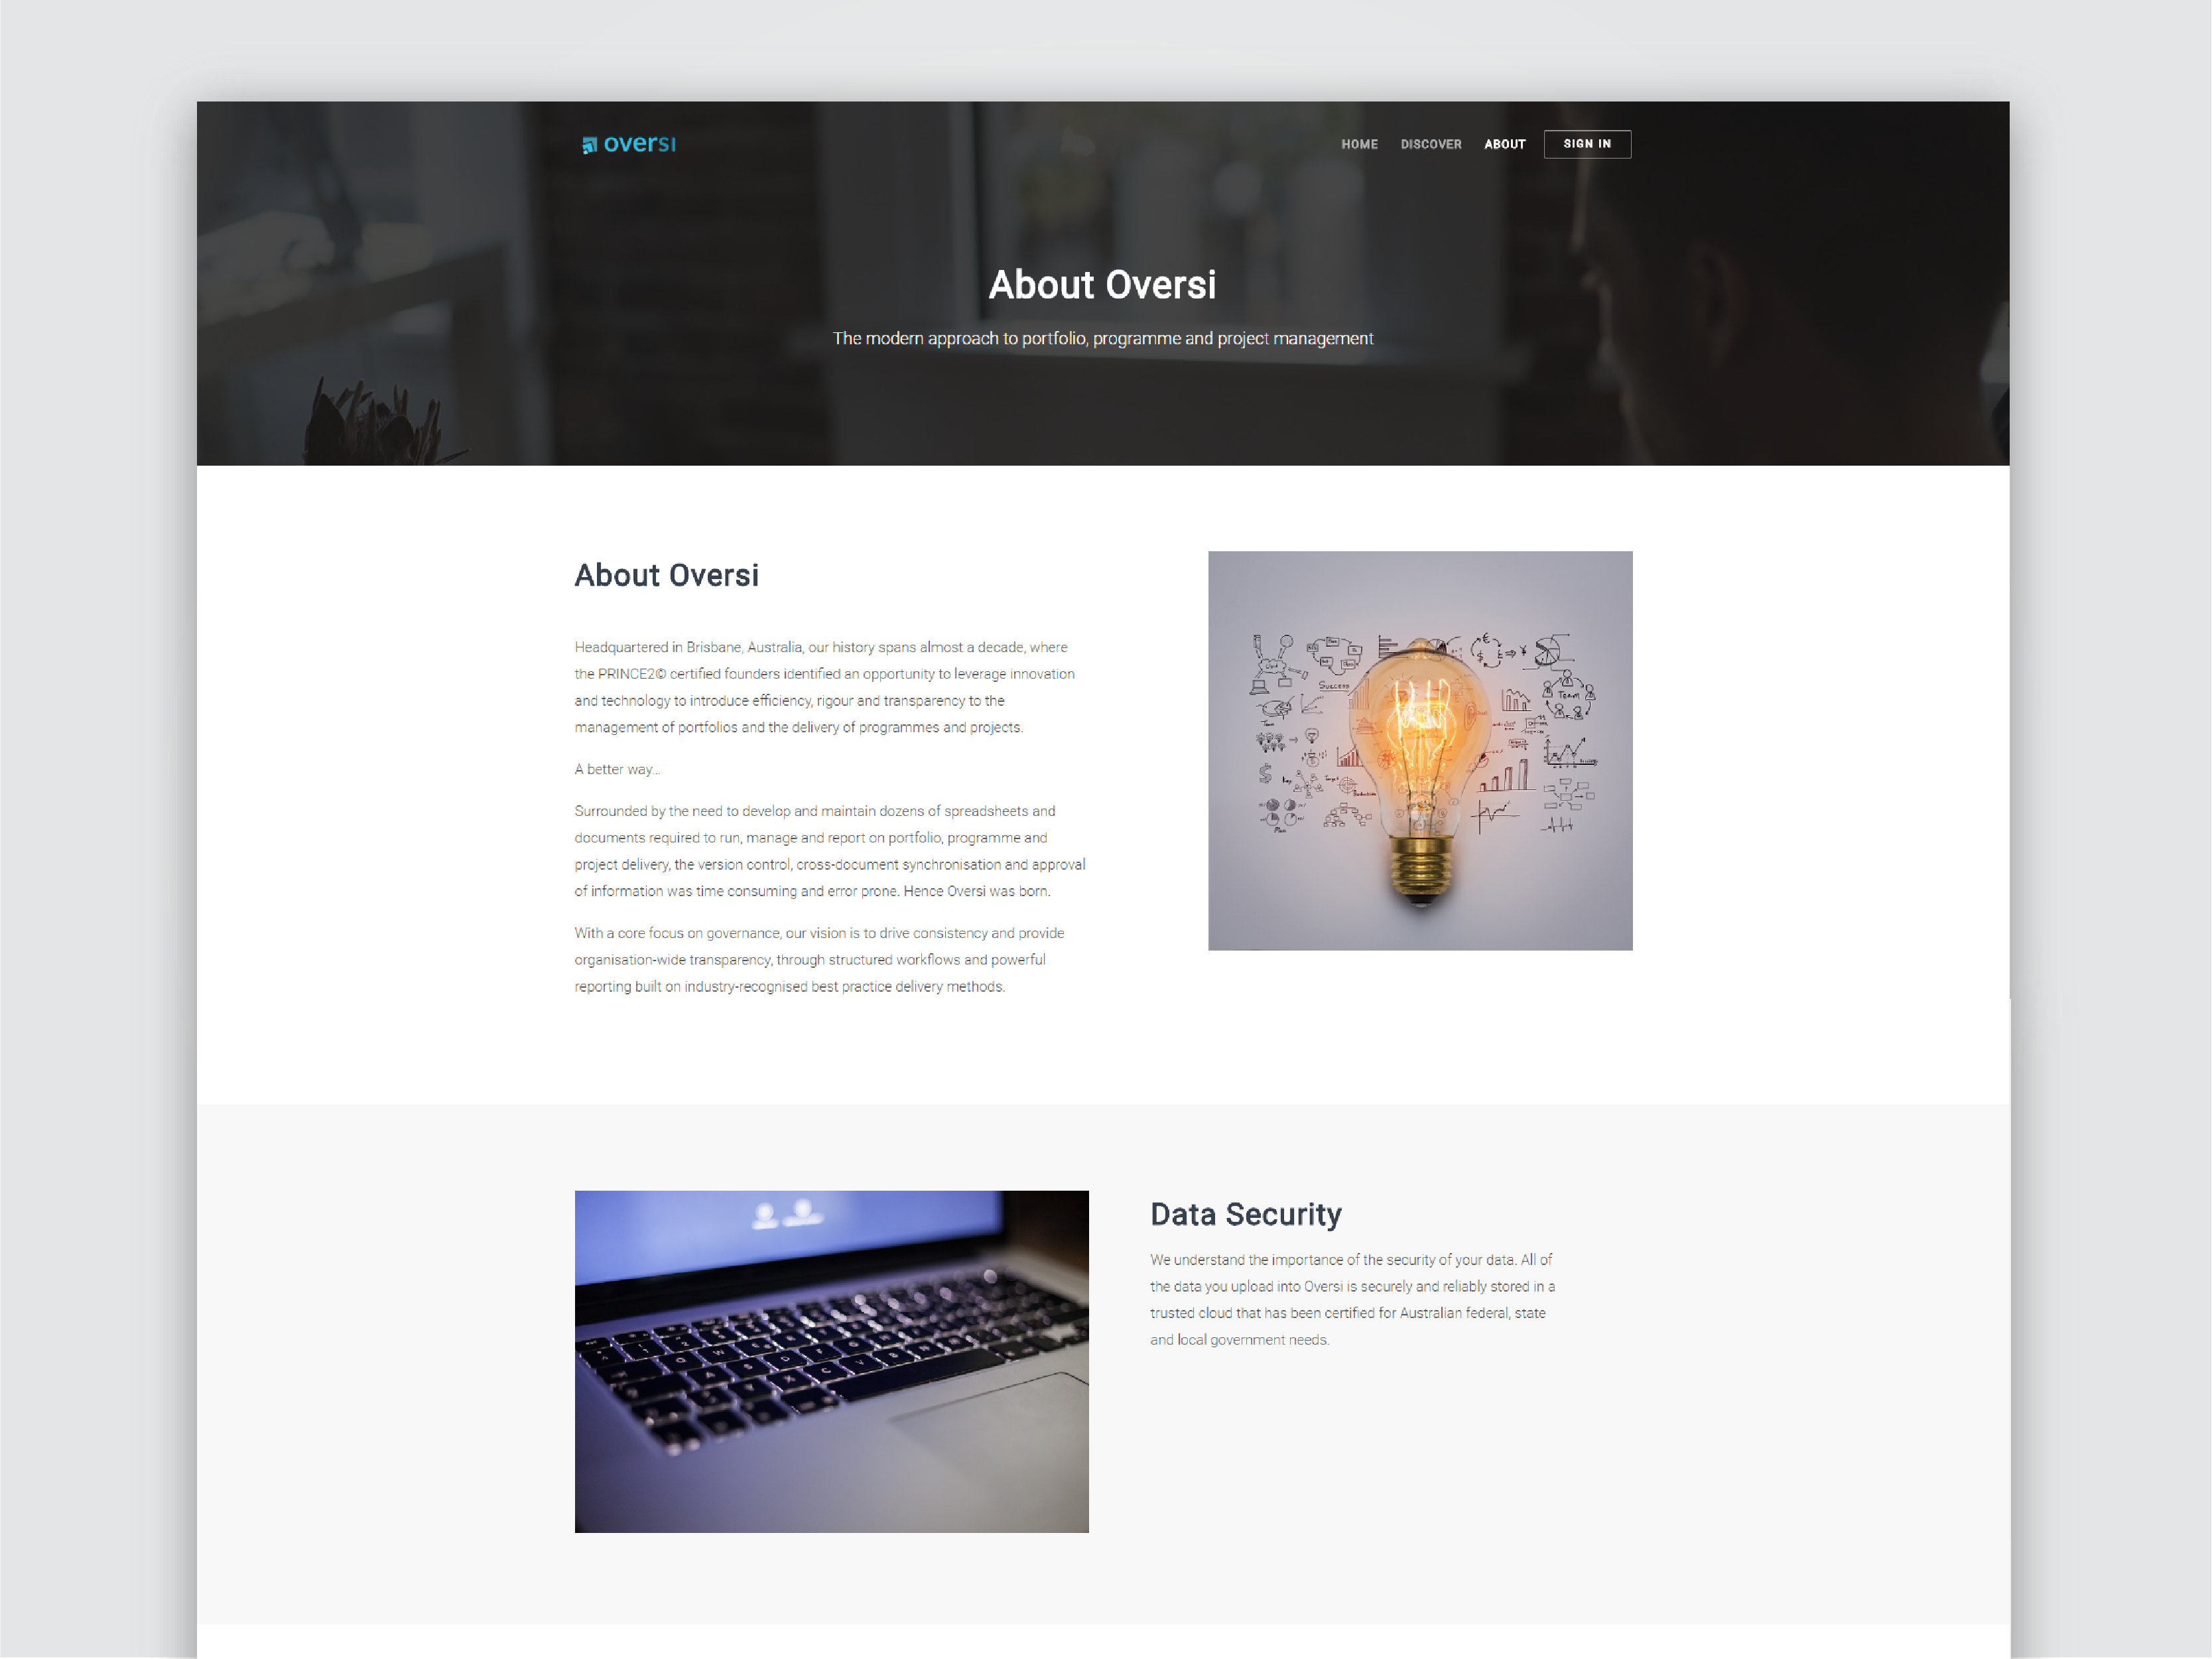 oversi
HOME DISCOVER ABOUT SIGN IN
About Oversi
The modern approach to portfolio, programme and project management
About Oversi
Headquartered in Brisbane, Australia, our history spans almost a decade, where
the PRINCE2© certified founders identified an opportunity to leverage innovation
and technology to introduce efficiency, rigour and transparency to the
management of portfolios and the delivery of programmes and projects.
A better way...
Surrounded by the need to develop and maintain dozens of spreadsheets and
documents required to run, manage and report on portfolio, programme and
project delivery, the version control, cross-document synchronisation and approval
of information was time consuming and error prone. Hence Oversi was born.
With a core focus on governance, our vision is to drive consistency and provide
organisation-wide transparency, through structured workflows and powerful
reporting built on industry-recognised best practice delivery methods.
Success
Team
Team
Key
Target
Plan
Data Security
We understand the importance of the security of your data. All of
the data you upload into Oversi is securely and reliably stored in a
trusted cloud that has been certified for Australian federal, state
and local government needs.